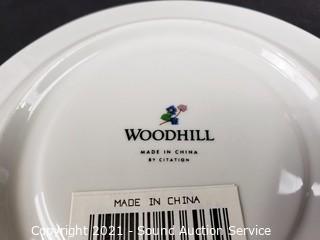 WOODHILL
MADE IN CHINA
BY CITATION
MADE IN CHINA
Copyright 2021 - Sound Auction Service